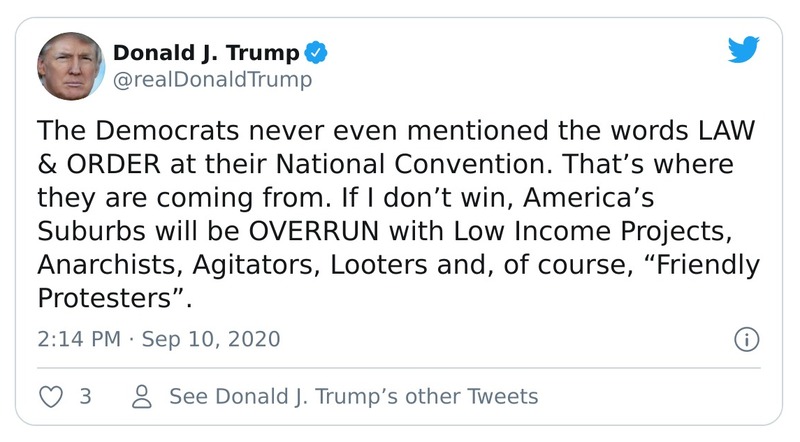 Donald J. Trump
@realDonaldTrump
The Democrats never even mentioned the words LAW
& ORDER at their National Convention. That’s where
they are coming from. If I don’t win, America’s
Suburbs will be OVERRUN with Low Income Projects,
Anarchists, Agitators, Looters and, of course, “Friendly
Protesters”.
2:14 PM · Sep 10, 2020
3 See Donald J. Trump’s other Tweets